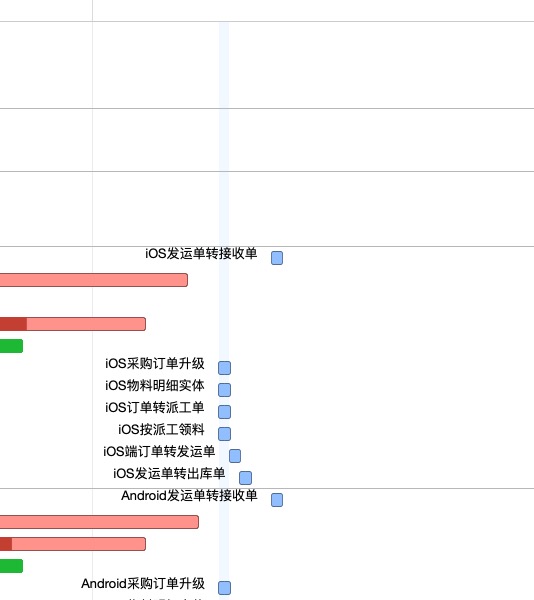 iOS发运单转接收单
iOS采购订单升级
iOS物料明细实体
iOS订单转派工单
iOS按派工领料
iOS端订单转发运单
iOS发运单转出库单
Android发运单转接收单
Android采购订单升级